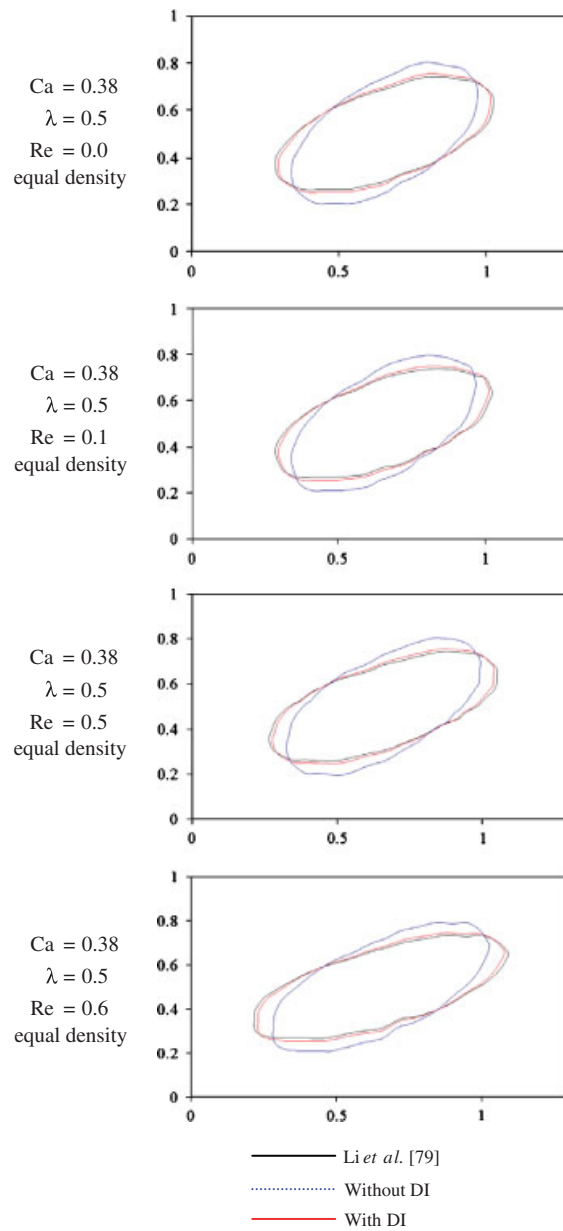 1
0.8
Ca = 0.38
λ = 0.5
Re = 0.0
equal density
0.6
0.4
0.2
0
0 0.5 1
1
0.8
Ca = 0.38
λ = 0.5
Re = 0.1
equal density
0.6
0.4
0.2
0
0 0.5 1
1
0.8
Ca = 0.38
λ = 0.5
Re = 0.5
equal density
0.6
0.4
0.2
0
0 0.5 1
1
0.8
Ca = 0.38
λ = 0.5
Re = 0.6
equal density
0.6
0.4
0.2
0
0 0.5 1
Li et al. [79]
Without DI
With DI